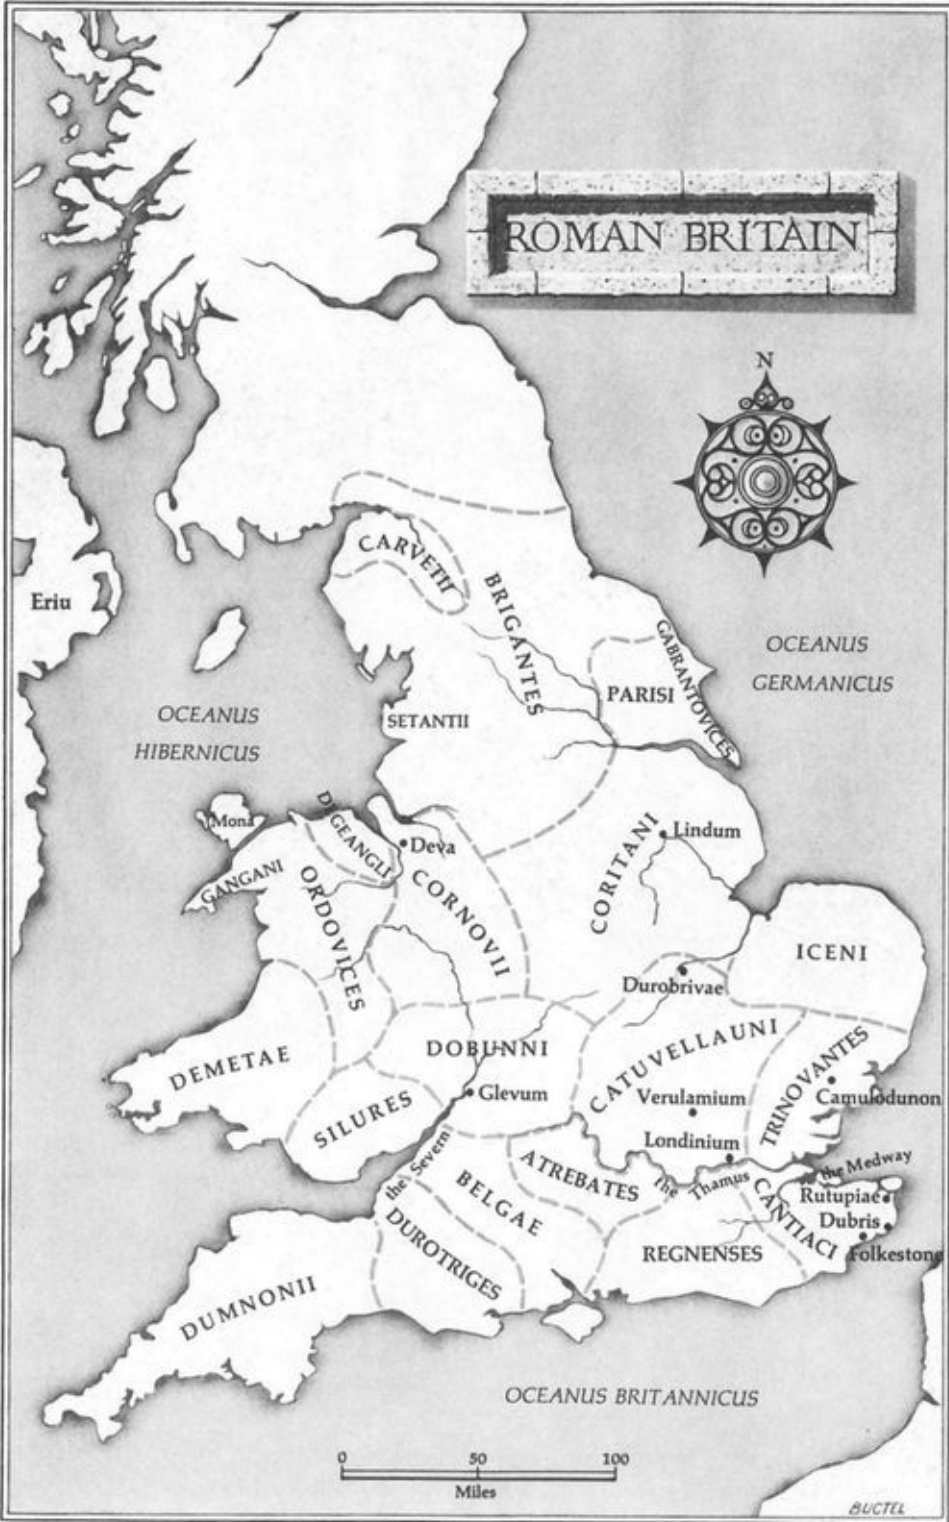 ROMAN BRITAIN
N
CARVETII
BRIGANTES
Eriu
GABRANTOVICES
OCEANUS
GERMANICUS
PARISI
OCEANUS
HIBERNICUS
SETANTII
Mona
DEGEANGLI
Deva
Lindum
GANGANI
ORDOVICES
CORNOVII
CORITANI
ICENI
Durobrivae
DEMETAE
DOBUNNI
CATUVELLAUNI
TRINOVANTES
Glevum
Verulamium
Camulodunon
SILURES
Londinium
the Severn
ATREBATES
The Thamus
the Medway
BELGAE
CANTIACI
Rutupiae
Dubris
DUROTRIGES
REGNENSES
Folkestone
DUMNONII
OCEANUS BRITANNICUS
0 50 100
Miles
BUCTEL